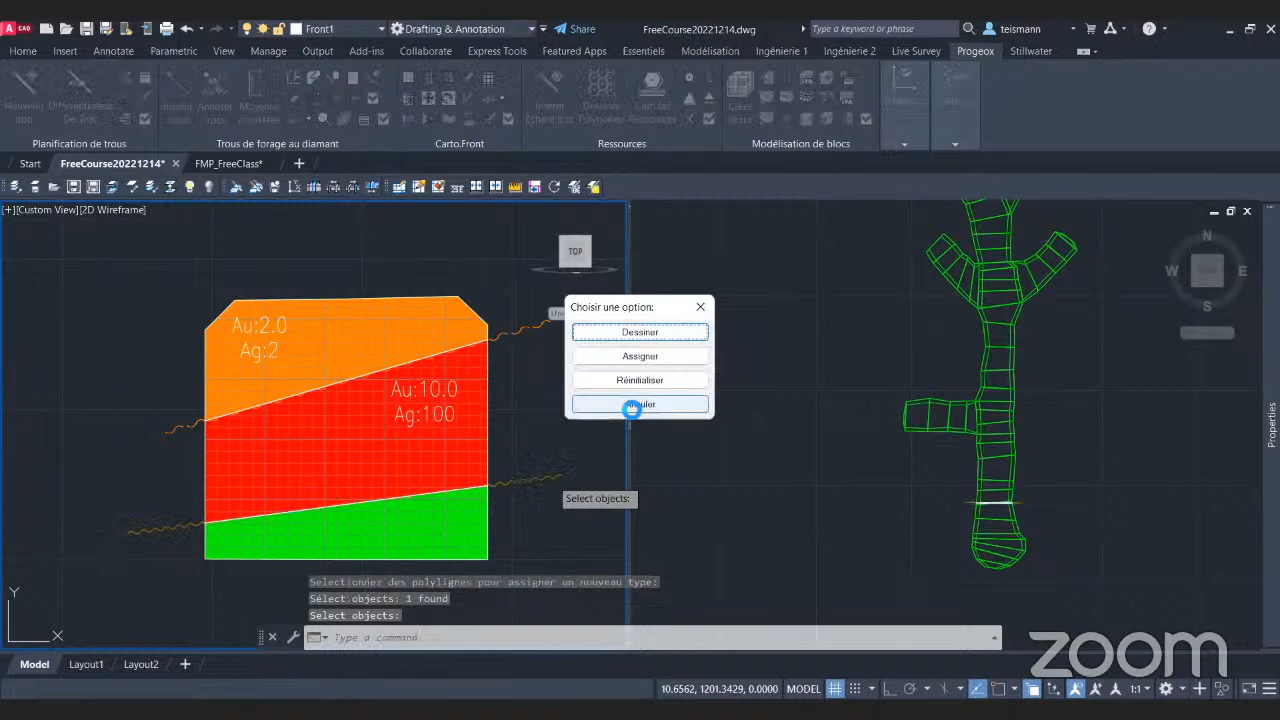 A CAD Front1 Drafting & Annotation Share FreeCourse20221214.dwg Type a keyword or phrase teismann
Home Insert Annotate Parametric View Manage Output Add-ins Collaborate Express Tools Featured Apps Essentiels Modélisation Ingénierie 1 Ingénierie 2 Live Survey Progeox Stillwater
Nouveau
Planification de trous Trous de forage au diamant Carto.Front Ressources Modélisation de blocs
Start FreeCourse20221214* FMP_FreeClass*
[+][Custom View][2D Wireframe]
TOP
N
W E
S
Choisir une option:
Dessiner
Assigner
Réinitialiser
Annuler
Au:2.0
Ag:2
Au:10.0
Ag:100
Select objects:
Properties
Selectionnez des polylignes pour assigner un nouveau type:
Select objects: 1 found
Select objects:
Y
X
Type a command
zoom
Model Layout1 Layout2
10.6562, 1201.3429, 0.0000 MODEL 1:1